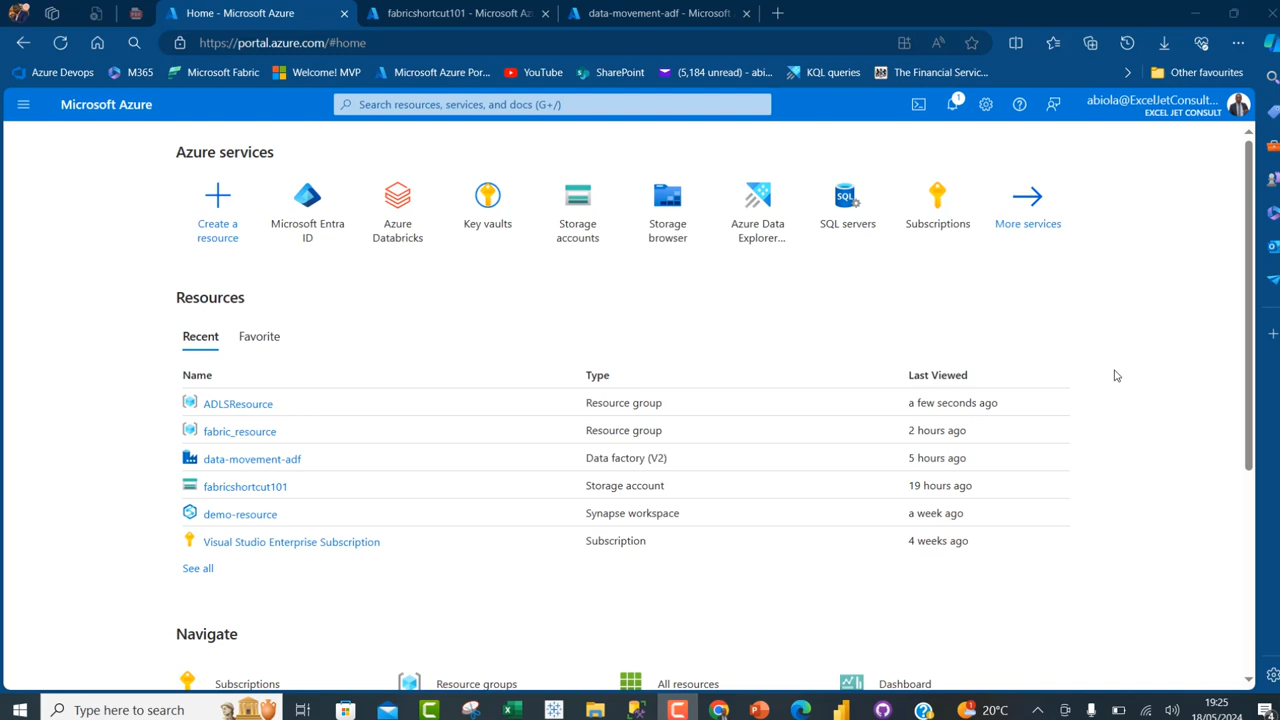 Home - Microsoft Azure
fabricshortcut101 - Microsoft Az
data-movement-adf - Microsoft
https://portal.azure.com/#home
Azure Devops
M365
Microsoft Fabric
Welcome! MVP
Microsoft Azure Por...
YouTube
SharePoint
(5,184 unread) - abi...
KQL queries
The Financial Servic...
Other favourites
Microsoft Azure
Search resources, services, and docs (G+/)
1
abiola@ExcelJetConsult...
EXCEL JET CONSULT
Azure services
Create a
resource
Microsoft Entra
ID
Azure
Databricks
Key vaults
Storage
accounts
Storage
browser
Azure Data
Explorer...
SQL
SQL servers
Subscriptions
More services
Resources
Recent Favorite
Name Type Last Viewed
ADLSResource Resource group a few seconds ago
fabric_resource Resource group 2 hours ago
data-movement-adf Data factory (V2) 5 hours ago
fabricshortcut101 Storage account 19 hours ago
demo-resource Synapse workspace a week ago
Visual Studio Enterprise Subscription Subscription 4 weeks ago
See all
Navigate
Subscriptions Resource groups All resources Dashboard
Type here to search
20°C
19:25
18/05/2024